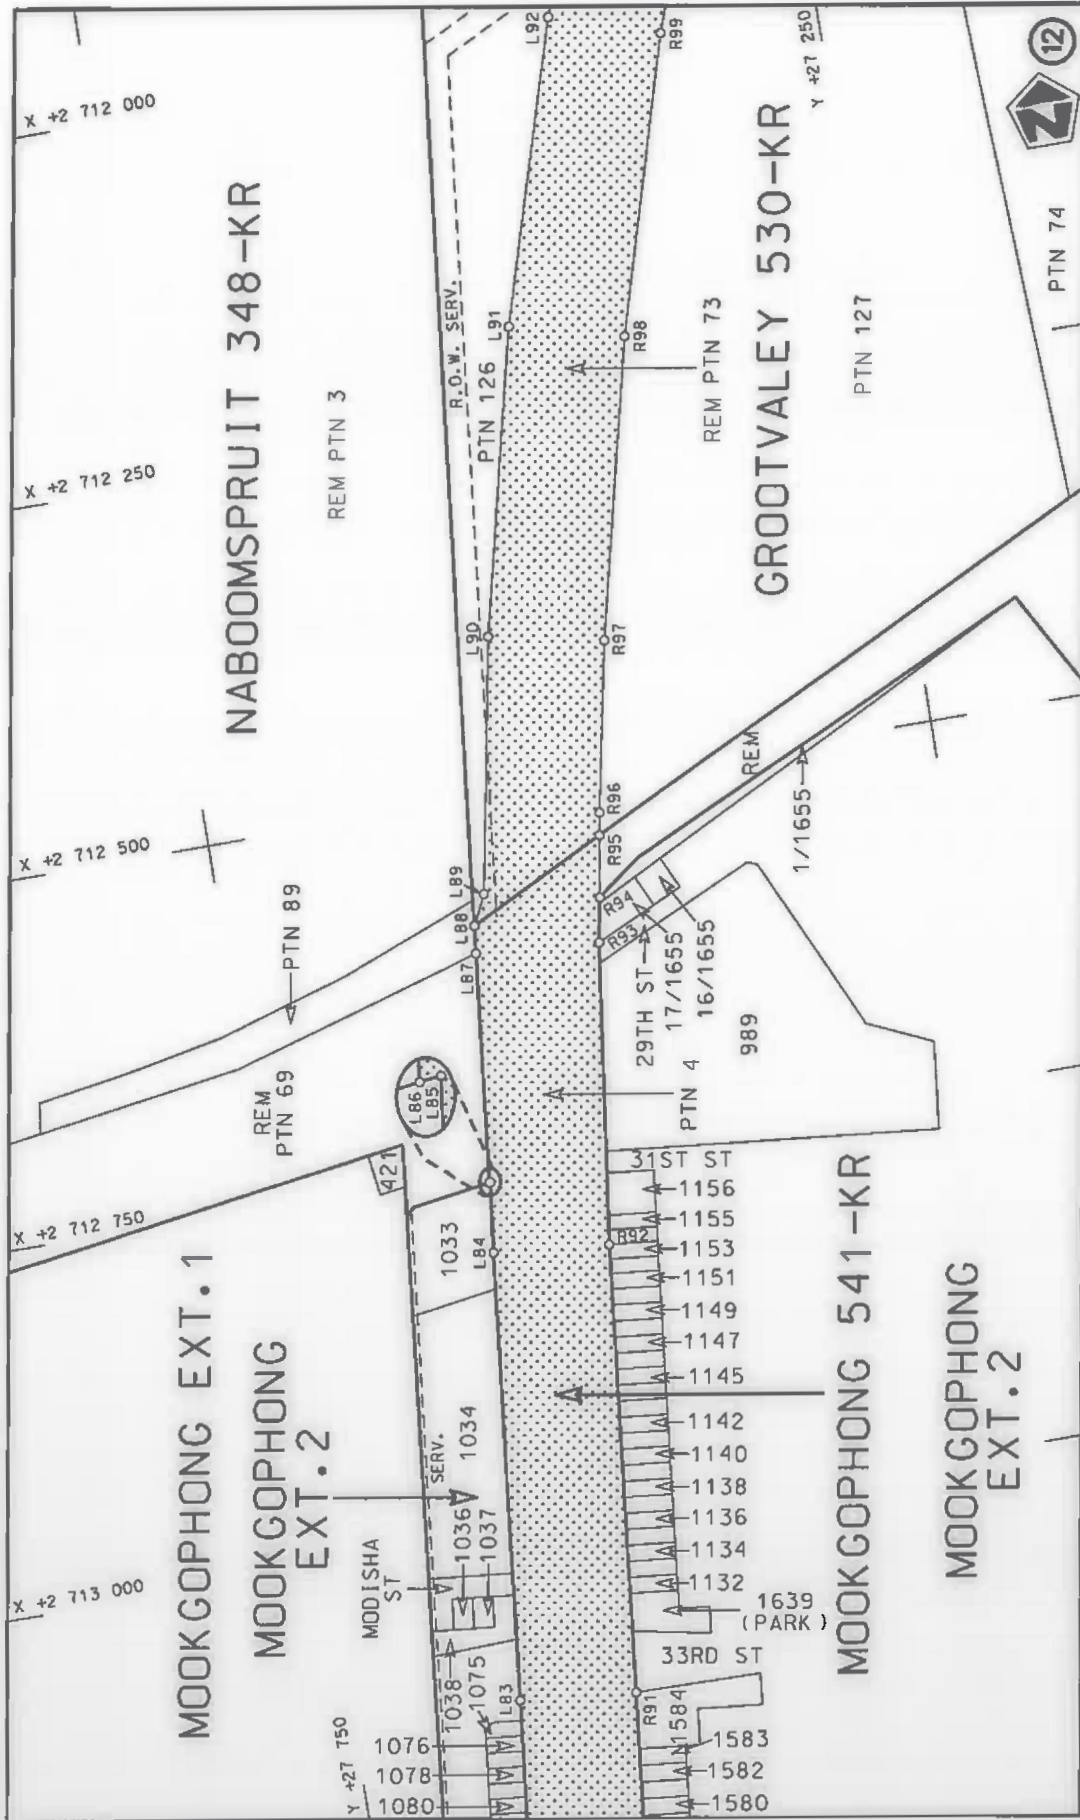 X +2 712 000
X +2 712 250
X +2 712 500
X +2 712 750
X +2 713 000
Y +27 250
Y +27 750
12
N
NABOOMSPRUIT 348-KR
REM PTN 3
R.O.W. SERV.
PTN 126
L92
L91
L90
L89
L88
L87
L86
L85
L84
L83
R99
R98
R97
R96
R95
R94
R93
R92
R91
GROOTVALEY 530-KR
REM PTN 73
PTN 127
PTN 74
PTN 89
REM
PTN 69
421
REM
1/1655
16/1655
17/1655
29TH ST
989
PTN 4
31ST ST
MOOKGOPHONG EXT.1
MOOKGOPHONG
EXT.2
1033
1034
SERV.
MODISHA
ST
1036
1037
1038
1075
1076
1078
1080
MOOKGOPHONG 541-KR
MOOKGOPHONG
EXT.2
1156
1155
1153
1151
1149
1147
1145
1142
1140
1138
1136
1134
1132
1639
(PARK)
33RD ST
1584
1583
1582
1580